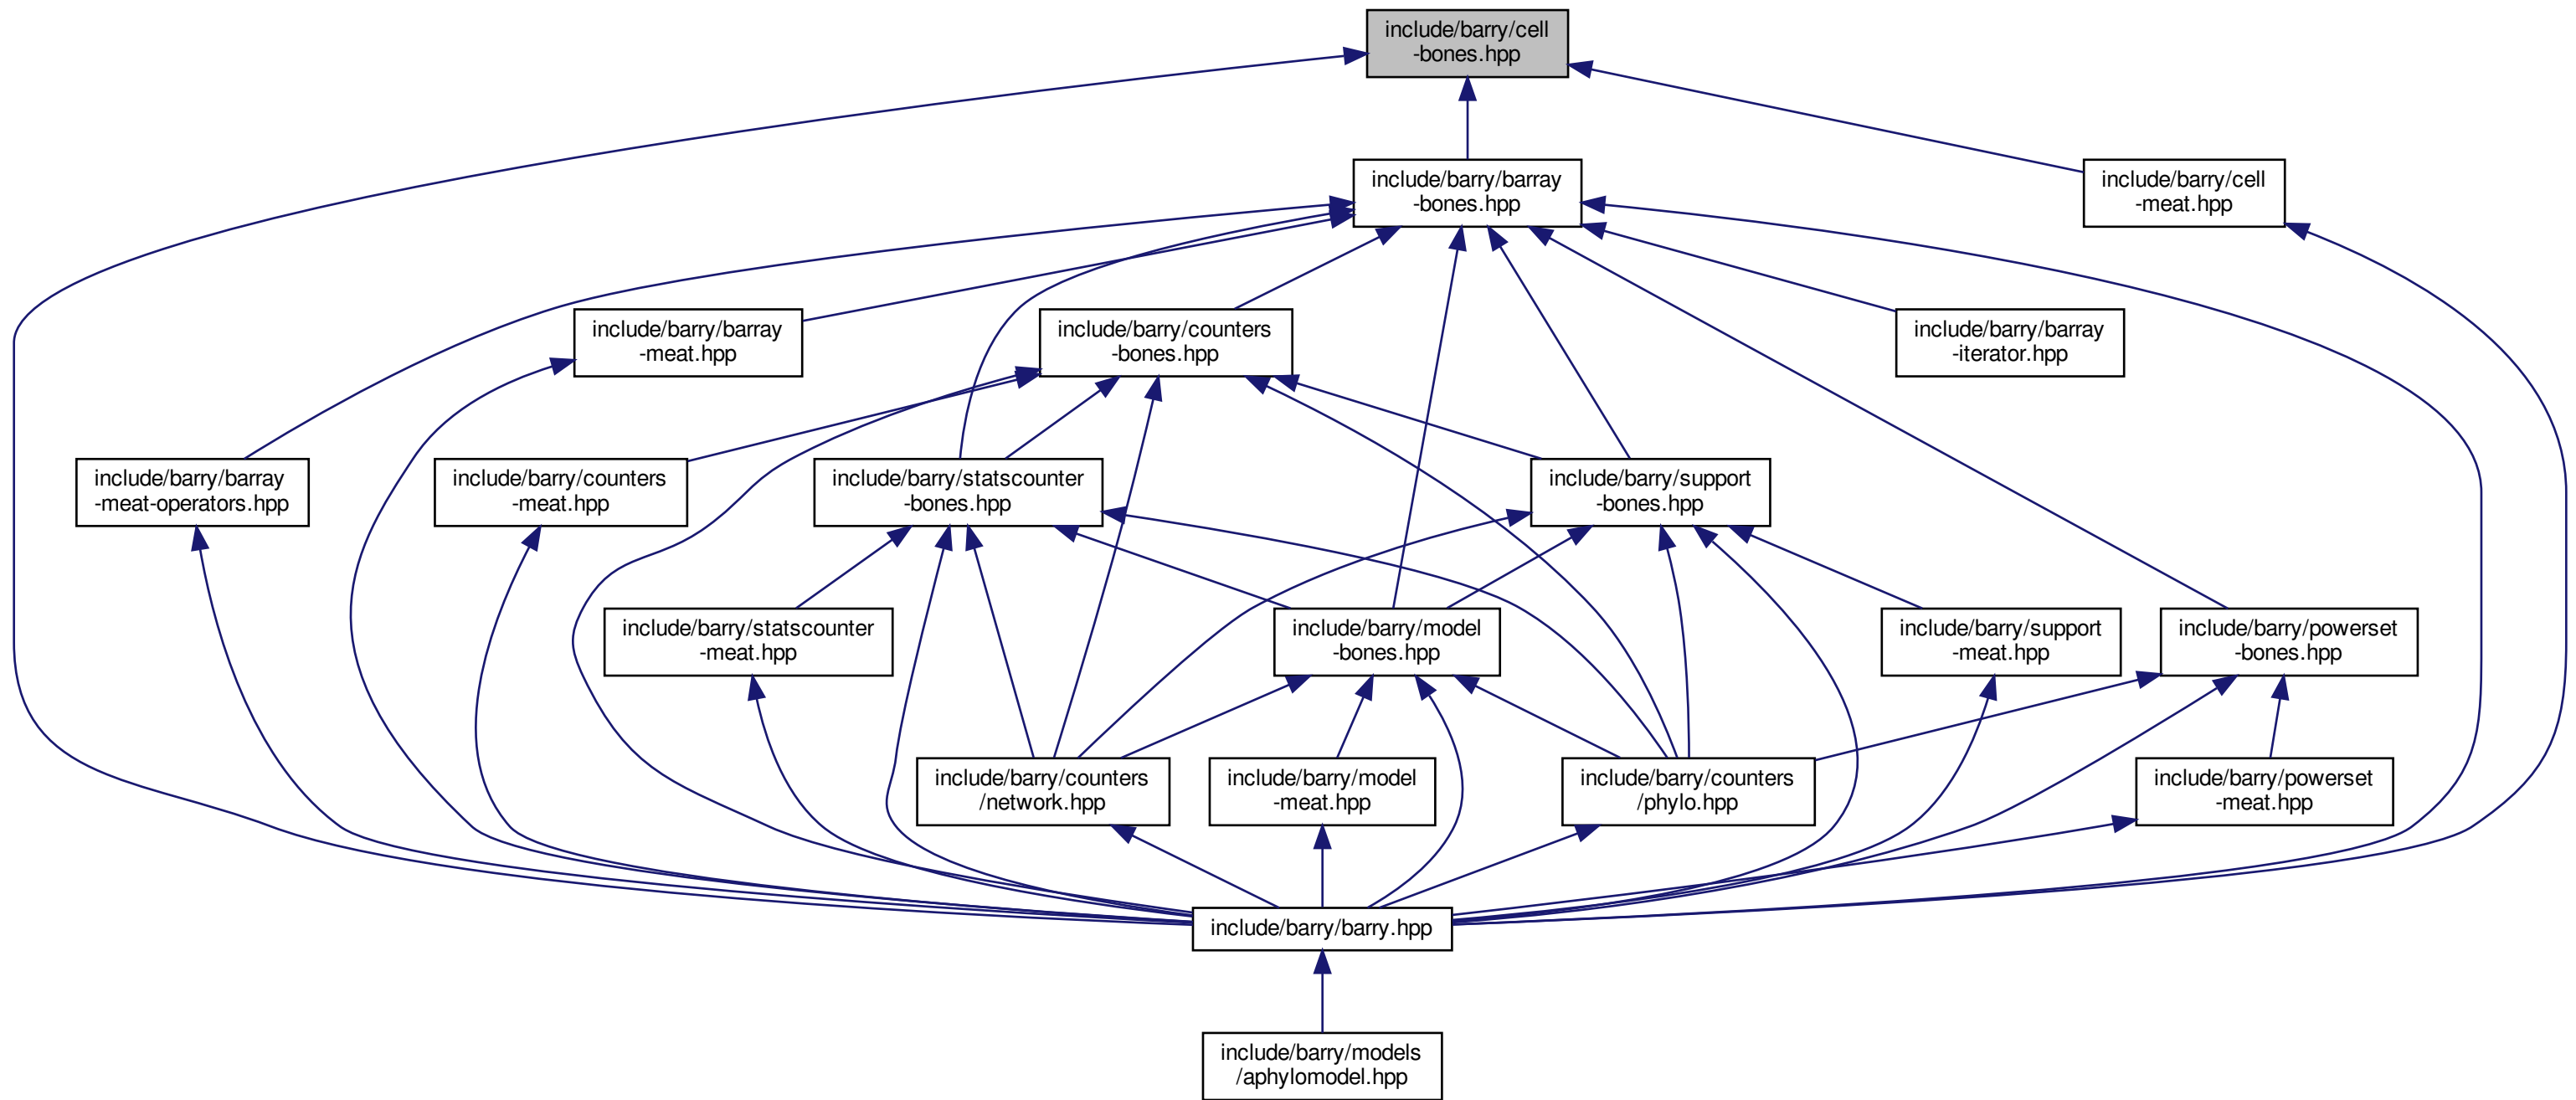 include/barry/cell
-bones.hpp
include/barry/barray
-bones.hpp
include/barry/cell
-meat.hpp
include/barry/barray
-meat.hpp
include/barry/counters
-bones.hpp
include/barry/barray
-iterator.hpp
include/barry/barray
-meat-operators.hpp
include/barry/counters
-meat.hpp
include/barry/statscounter
-bones.hpp
include/barry/support
-bones.hpp
include/barry/statscounter
-meat.hpp
include/barry/model
-bones.hpp
include/barry/support
-meat.hpp
include/barry/powerset
-bones.hpp
include/barry/counters
/network.hpp
include/barry/model
-meat.hpp
include/barry/counters
/phylo.hpp
include/barry/powerset
-meat.hpp
include/barry/barry.hpp
include/barry/models
/aphylomodel.hpp